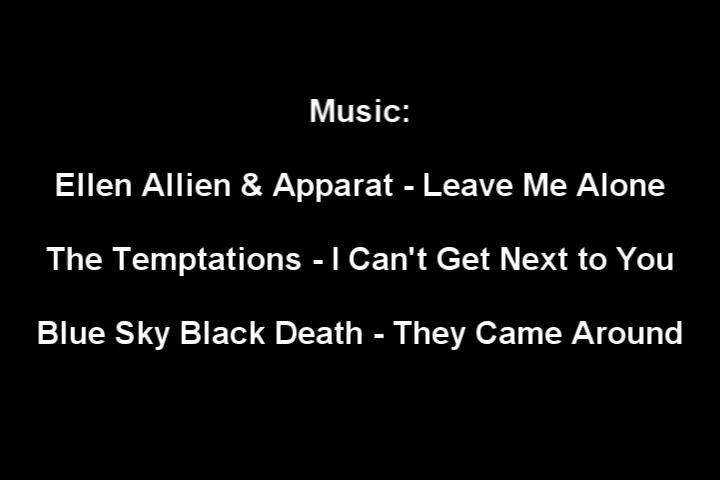 Music:
Ellen Allien & Apparat - Leave Me Alone
The Temptations - I Can't Get Next to You
Blue Sky Black Death - They Came Around